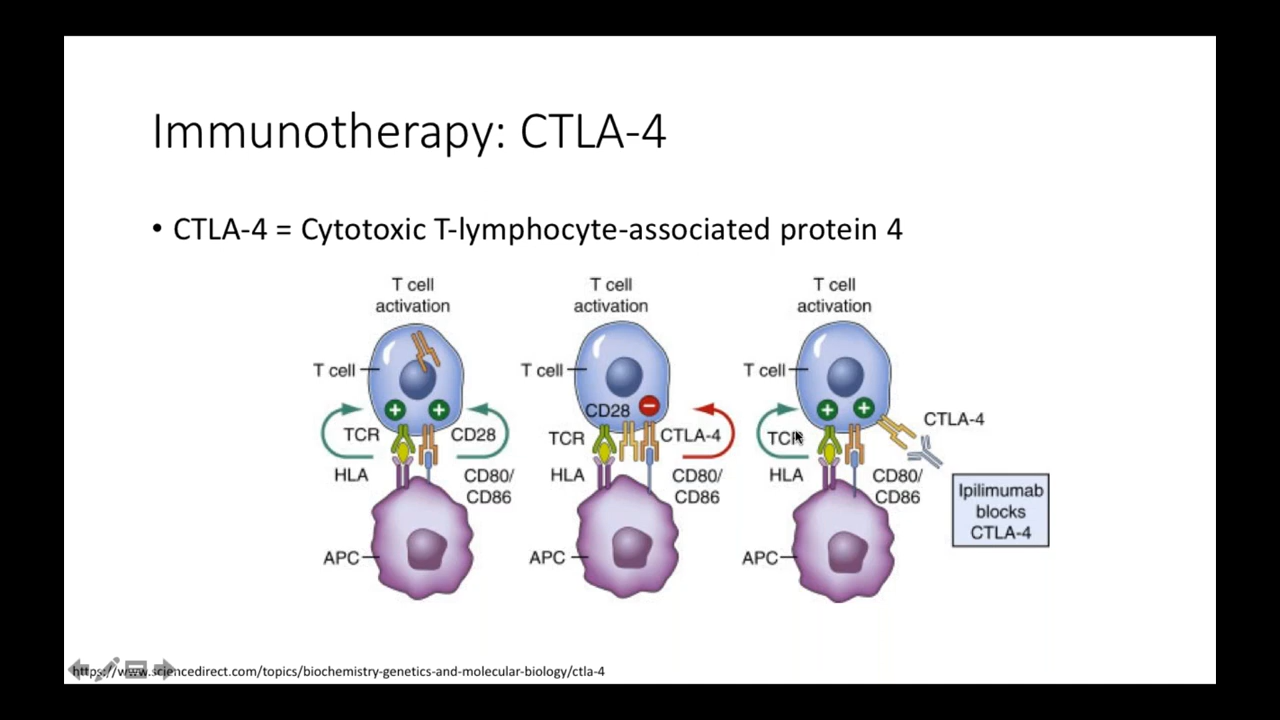 Immunotherapy: CTLA-4
• CTLA-4 = Cytotoxic T-lymphocyte-associated protein 4
T cell
activation
T cell
TCR
CD28
HLA
CD80/
CD86
APC
T cell
activation
T cell
CD28
TCR
CTLA-4
HLA
CD80/
CD86
APC
T cell
activation
T cell
CTLA-4
TCR
HLA
CD80/
CD86
APC
Ipilimumab
blocks
CTLA-4
https://www.sciencedirect.com/topics/biochemistry-genetics-and-molecular-biology/ctla-4